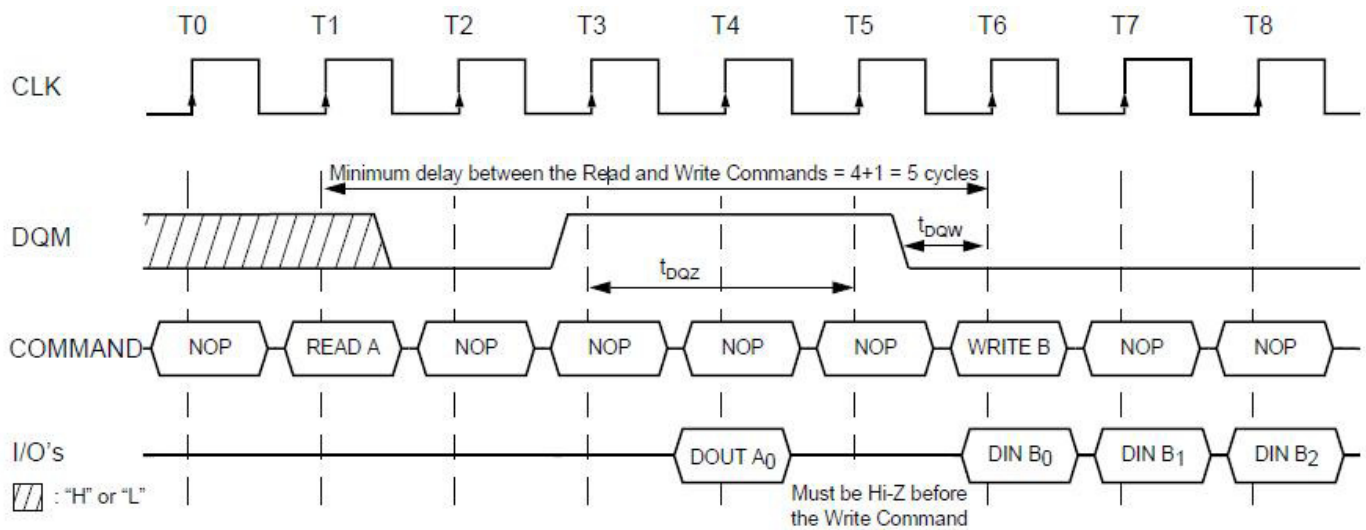 T0 T1 T2 T3 T4 T5 T6 T7 T8
CLK
Minimum delay between the Read and Write Commands = 4+1 = 5 cycles
DQM
tDQW
tDQZ
COMMAND NOP READ A NOP NOP NOP NOP WRITE B NOP NOP
I/O's DOUT A0 DIN B0 DIN B1 DIN B2
: "H" or "L"
Must be Hi-Z before
the Write Command